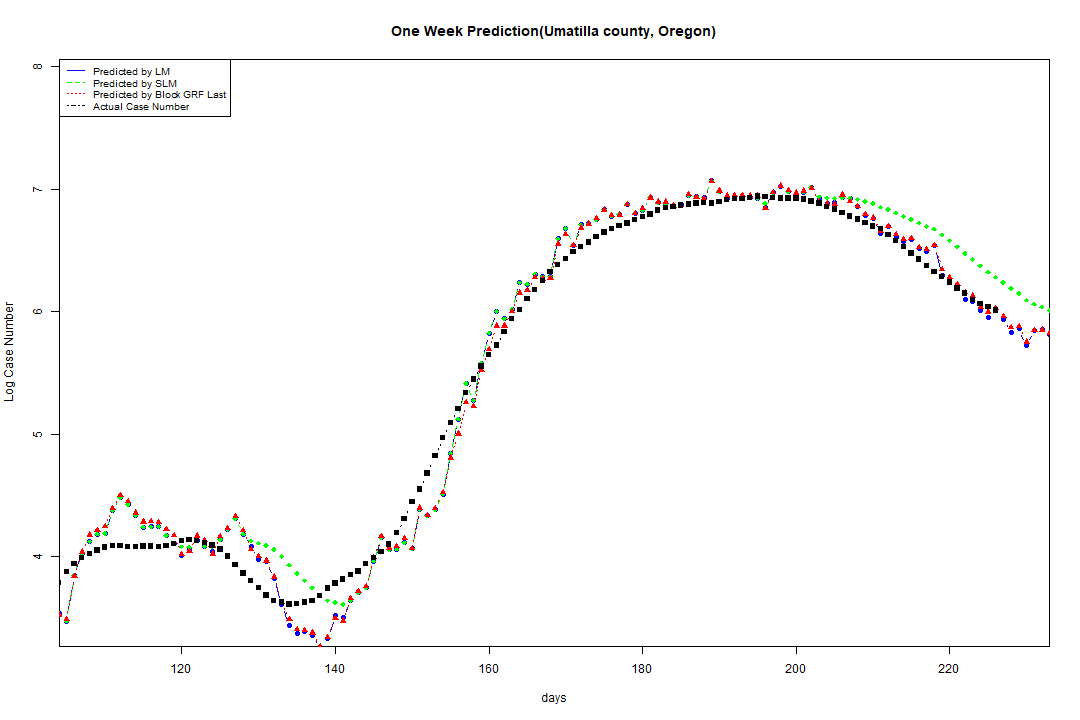 One Week Prediction(Umatilla county, Oregon)
Predicted by LM
Predicted by SLM
Predicted by Block GRF Last
Actual Case Number
8
7
6
5
4
Log Case Number
120 140 160 180 200 220
days